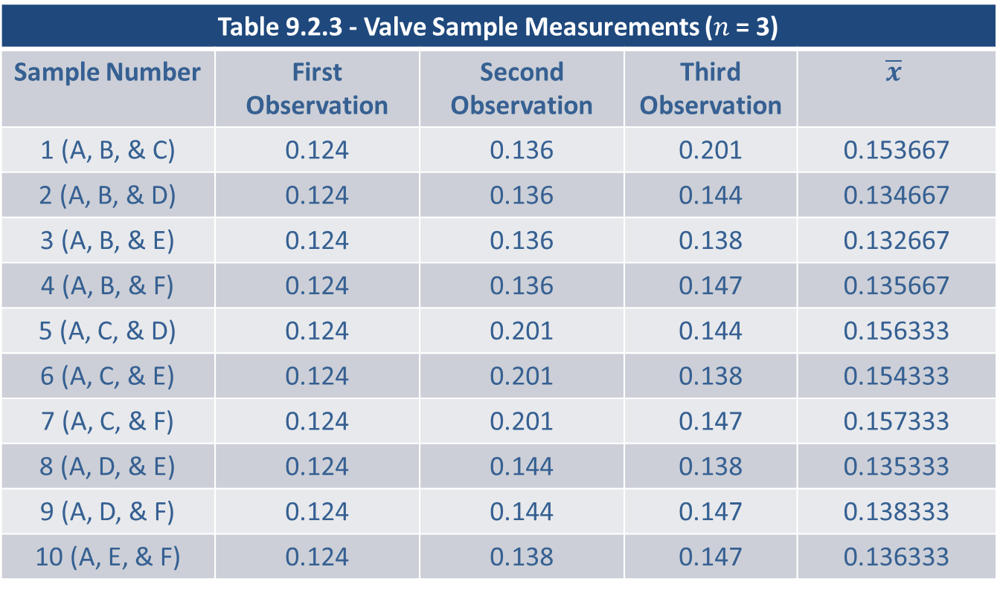 Table 9.2.3 - Valve Sample Measurements (n = 3)
Sample Number First Observation Second Observation Third Observation x̅
1 (A, B, & C) 0.124 0.136 0.201 0.153667
2 (A, B, & D) 0.124 0.136 0.144 0.134667
3 (A, B, & E) 0.124 0.136 0.138 0.132667
4 (A, B, & F) 0.124 0.136 0.147 0.135667
5 (A, C, & D) 0.124 0.201 0.144 0.156333
6 (A, C, & E) 0.124 0.201 0.138 0.154333
7 (A, C, & F) 0.124 0.201 0.147 0.157333
8 (A, D, & E) 0.124 0.144 0.138 0.135333
9 (A, D, & F) 0.124 0.144 0.147 0.138333
10 (A, E, & F) 0.124 0.138 0.147 0.136333